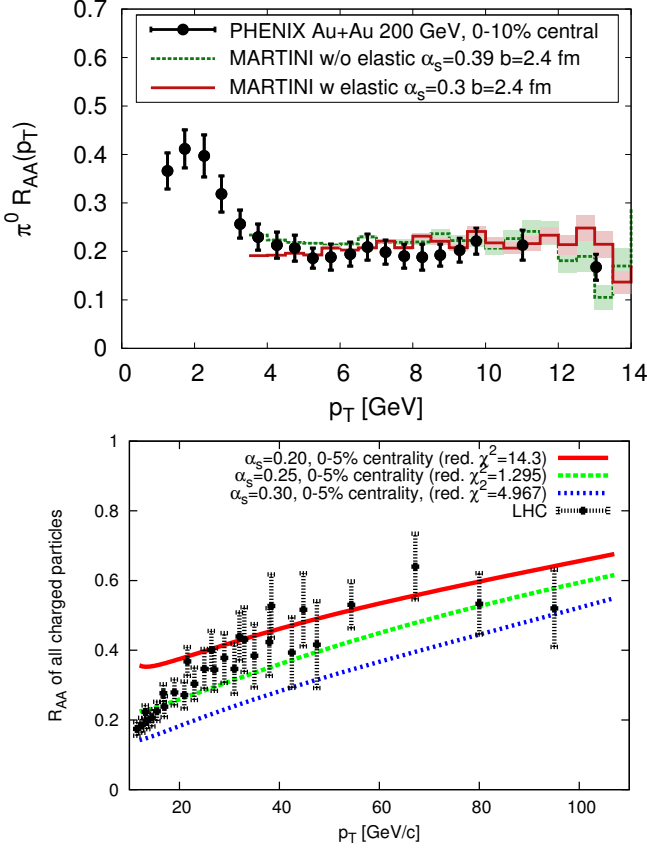 PHENIX Au+Au 200 GeV, 0-10% central
MARTINI w/o elastic α_s=0.39 b=2.4 fm
MARTINI w elastic α_s=0.3 b=2.4 fm
π⁰ R_AA(p_T)
0.7
0.6
0.5
0.4
0.3
0.2
0.1
0
0 2 4 6 8 10 12 14
p_T [GeV]
α_s=0.20, 0-5% centrality (red. χ²=14.3)
α_s=0.25, 0-5% centrality (red. χ²=1.295)
α_s=0.30, 0-5% centrality, (red. χ²=4.967)
LHC
R_AA of all charged particles
1
0.8
0.6
0.4
0.2
0
20 40 60 80 100
p_T [GeV/c]